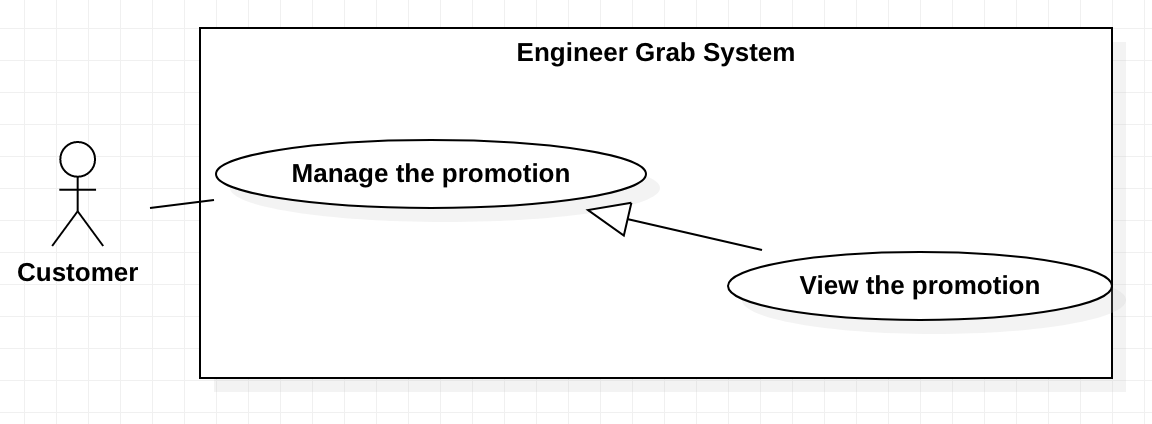 Engineer Grab System
Manage the promotion
Customer
View the promotion